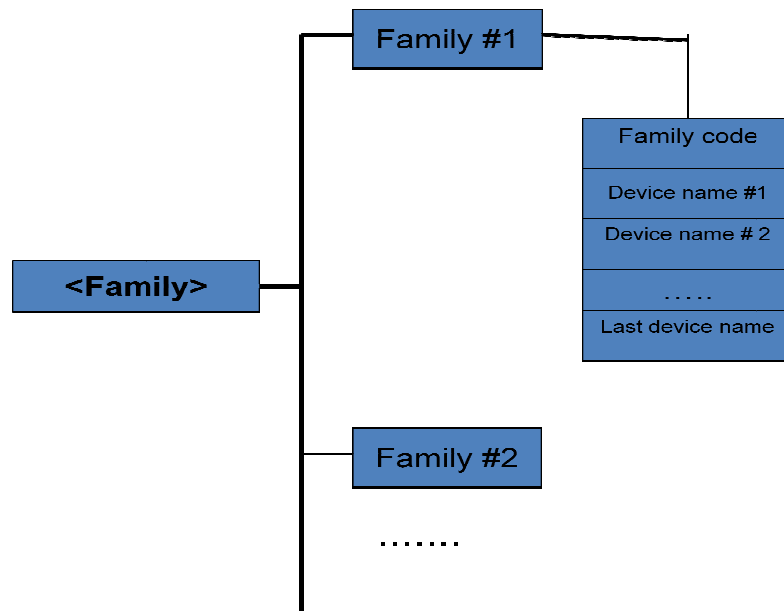 Family #1
Family code
Device name #1
Device name # 2
.....
Last device name
<Family>
Family #2
.......